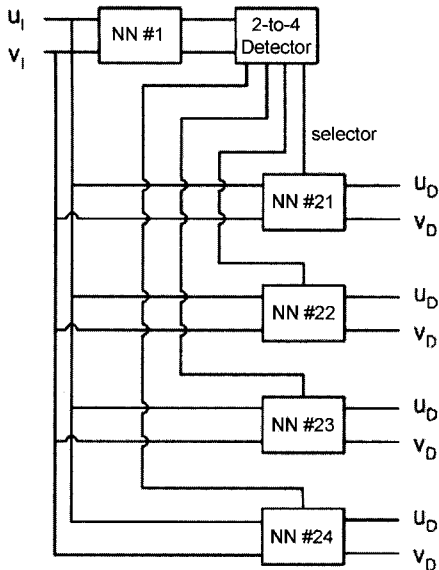 u_I
v_I
NN #1
2-to-4
Detector
selector
NN #21
u_D
v_D
NN #22
u_D
v_D
NN #23
u_D
v_D
NN #24
u_D
v_D